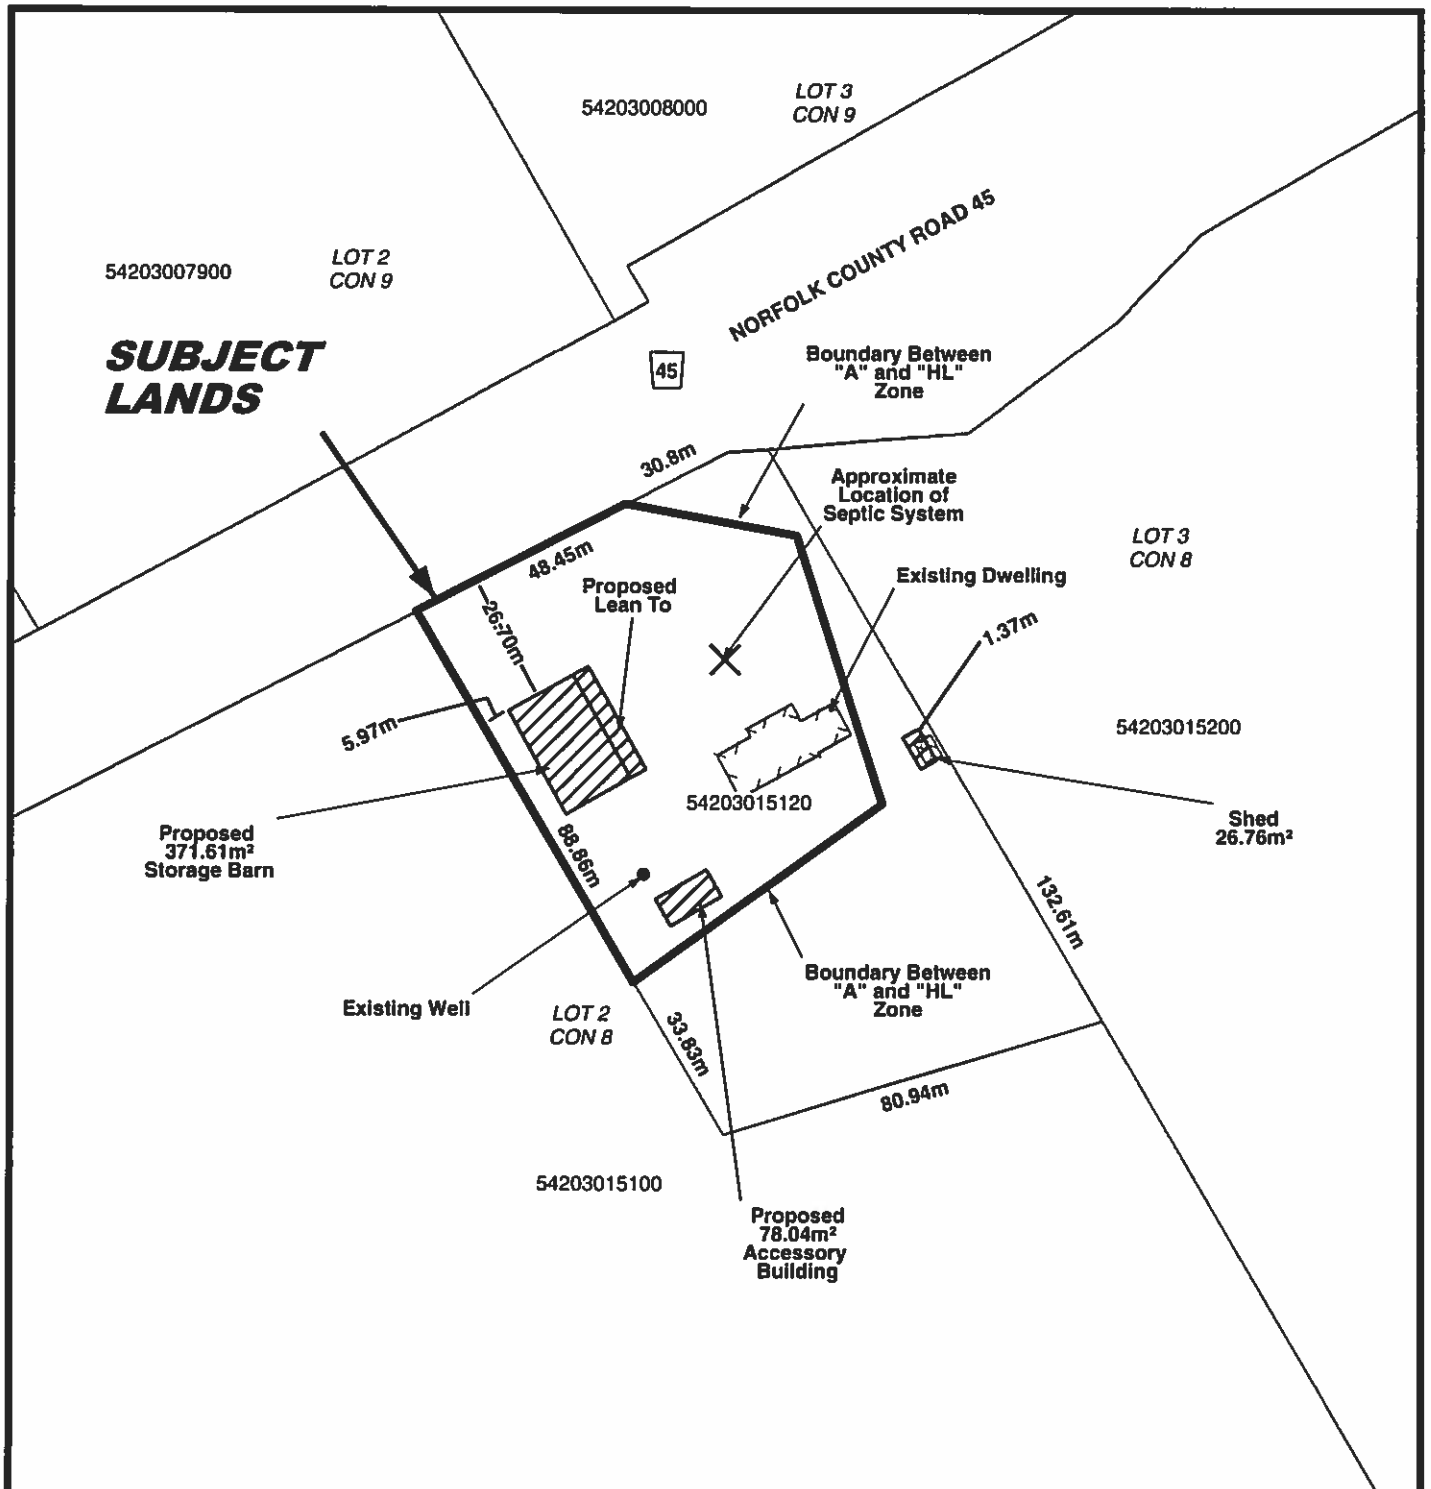 LOT 3
CON 9
54203008000
NORFOLK COUNTY ROAD 45
LOT 2
CON 9
54203007900
SUBJECT
LANDS
45
Boundary Between
"A" and "HL"
Zone
30.8m
Approximate
Location of
Septic System
LOT 3
CON 8
48.45m
Existing Dwelling
Proposed
Lean To
26.70m
1.37m
5.97m
54203015200
54203015120
Shed
26.76m²
Proposed
371.61m²
Storage Barn
88.86m
132.61m
Boundary Between
"A" and "HL"
Zone
Existing Well
LOT 2
CON 8
33.83m
80.94m
54203015100
Proposed
78.04m²
Accessory
Building